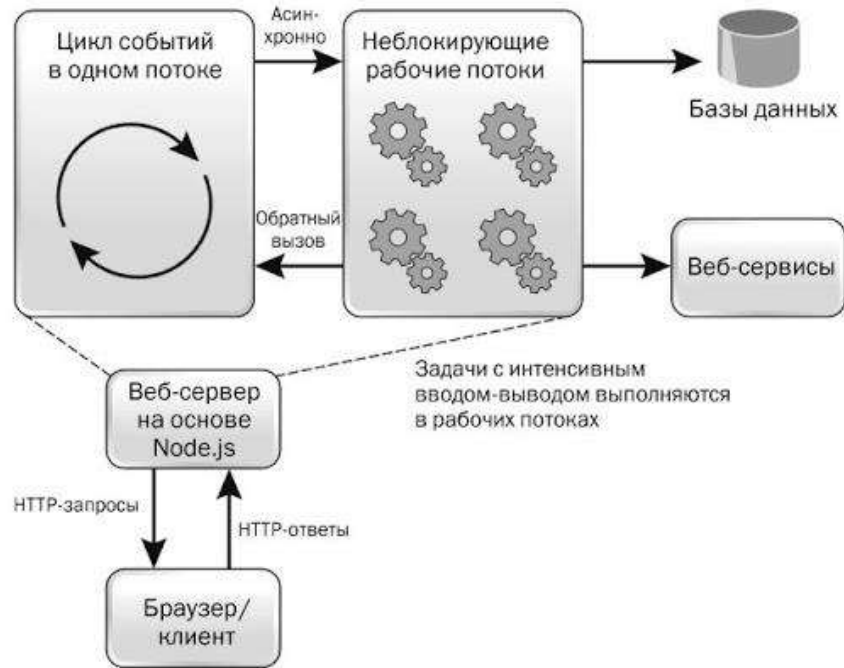 Цикл событий
в одном потоке
Асин-
хронно
Неблокирующие
рабочие потоки
Базы данных
Обратный
вызов
Веб-сервисы
Задачи с интенсивным
вводом-выводом выполняются
в рабочих потоках
Веб-сервер
на основе
Node.js
HTTP-запросы
HTTP-ответы
Браузер/
клиент